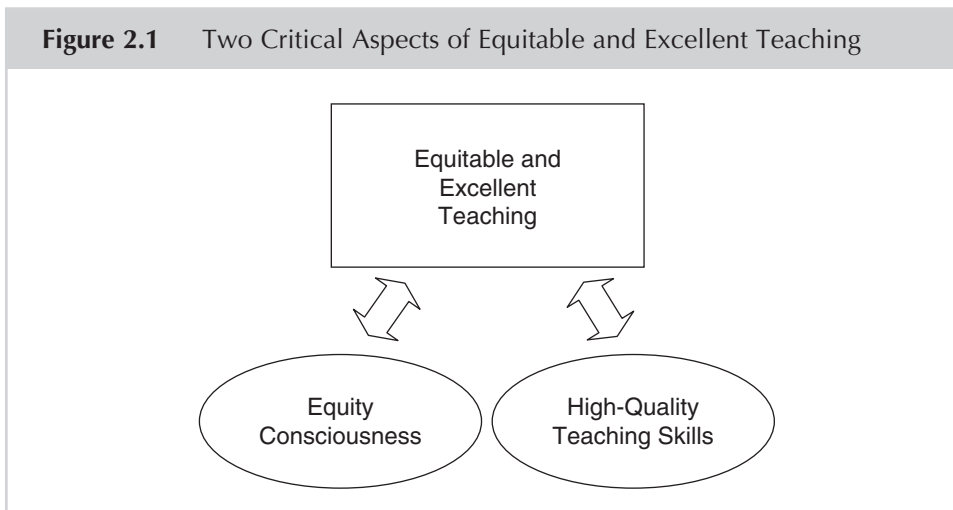 Figure 2.1 Two Critical Aspects of Equitable and Excellent Teaching
Equitable and
Excellent
Teaching
Equity
Consciousness
High-Quality
Teaching Skills